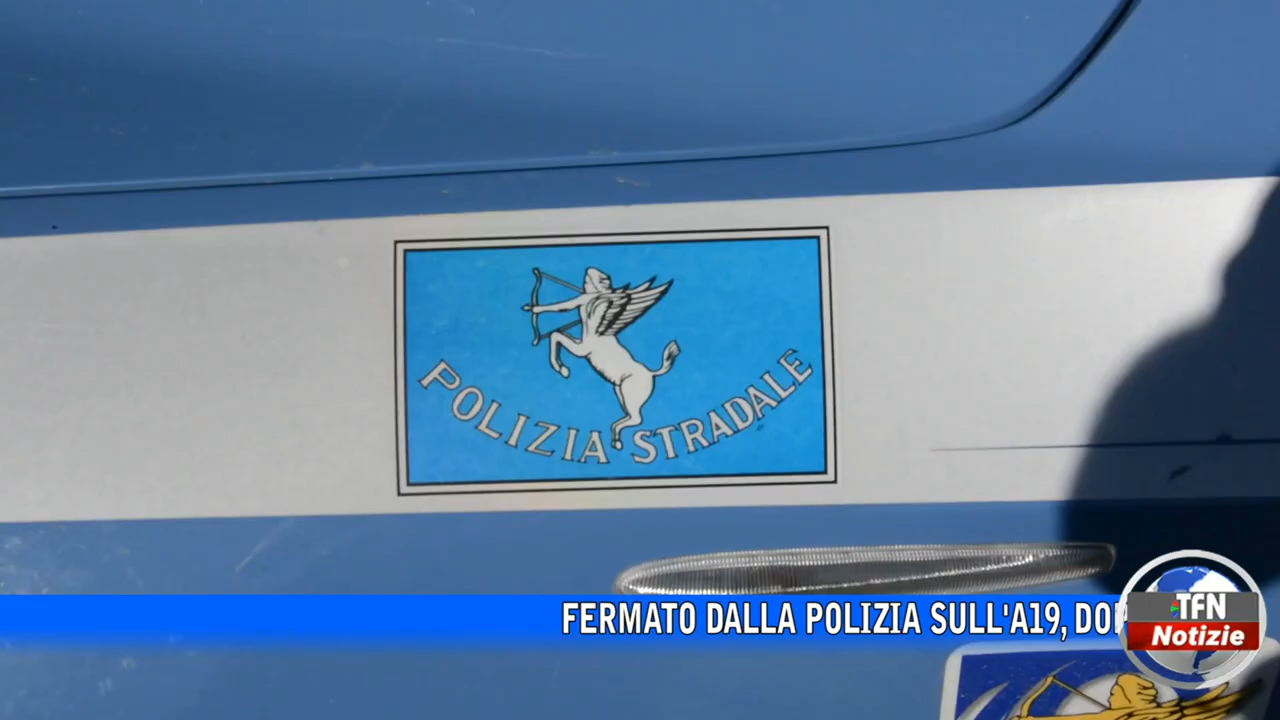 POLIZIA STRADALE
FERMATO DALLA POLIZIA SULL'A19,
TFN
Notizie